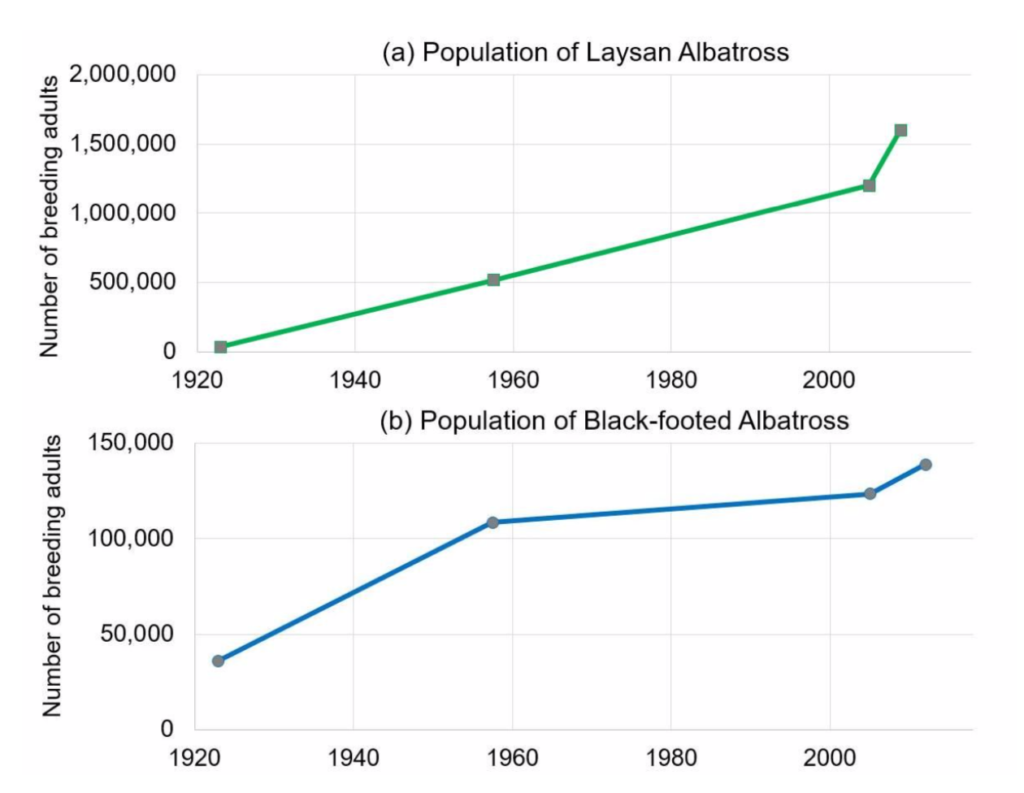 (a) Population of Laysan Albatross
Number of breeding adults
2,000,000
1,500,000
1,000,000
500,000
0
1920 1940 1960 1980 2000
(b) Population of Black-footed Albatross
Number of breeding adults
150,000
100,000
50,000
0
1920 1940 1960 1980 2000